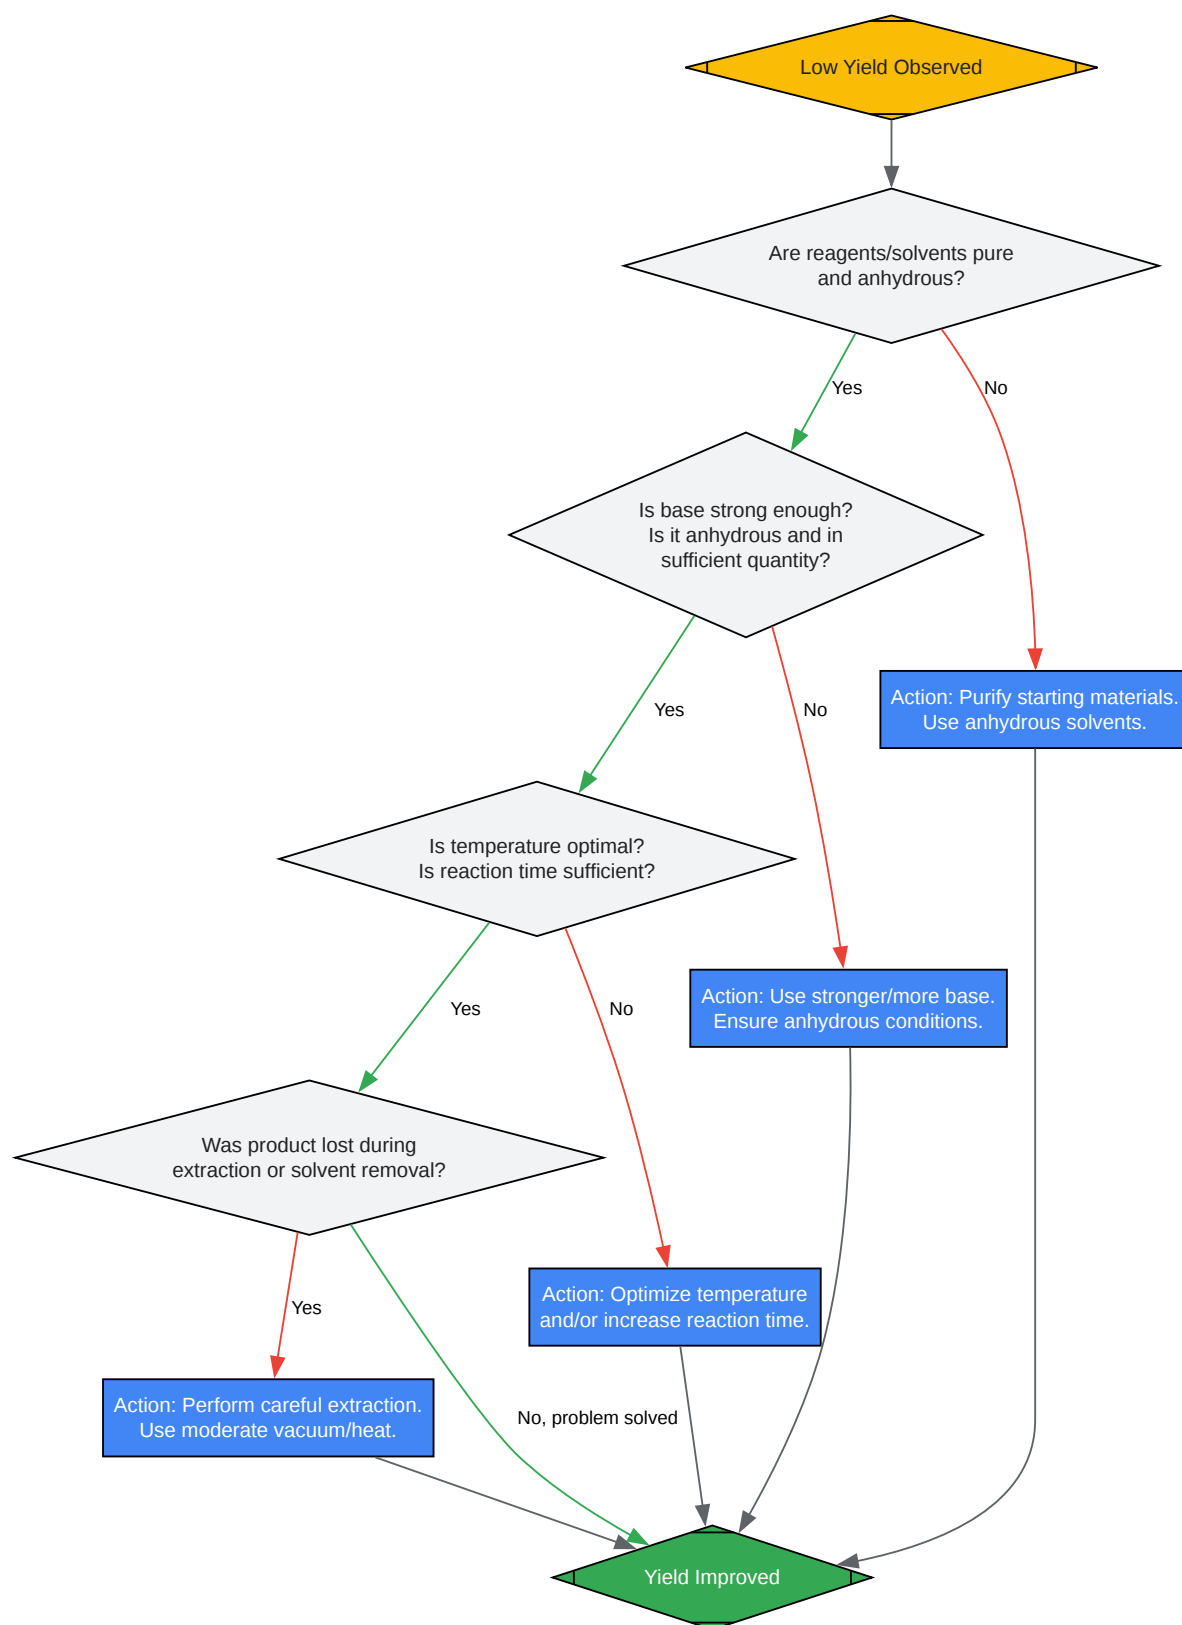 Low Yield Observed
Are reagents/solvents pure
and anhydrous?
Yes
No
Is base strong enough?
Is it anhydrous and in
sufficient quantity?
Action: Purify starting materials.
Use anhydrous solvents.
Yes
No
Is temperature optimal?
Is reaction time sufficient?
Action: Use stronger/more base.
Ensure anhydrous conditions.
Yes
No
Was product lost during
extraction or solvent removal?
Action: Optimize temperature
and/or increase reaction time.
Yes
Action: Perform careful extraction.
Use moderate vacuum/heat.
No, problem solved
Yield Improved